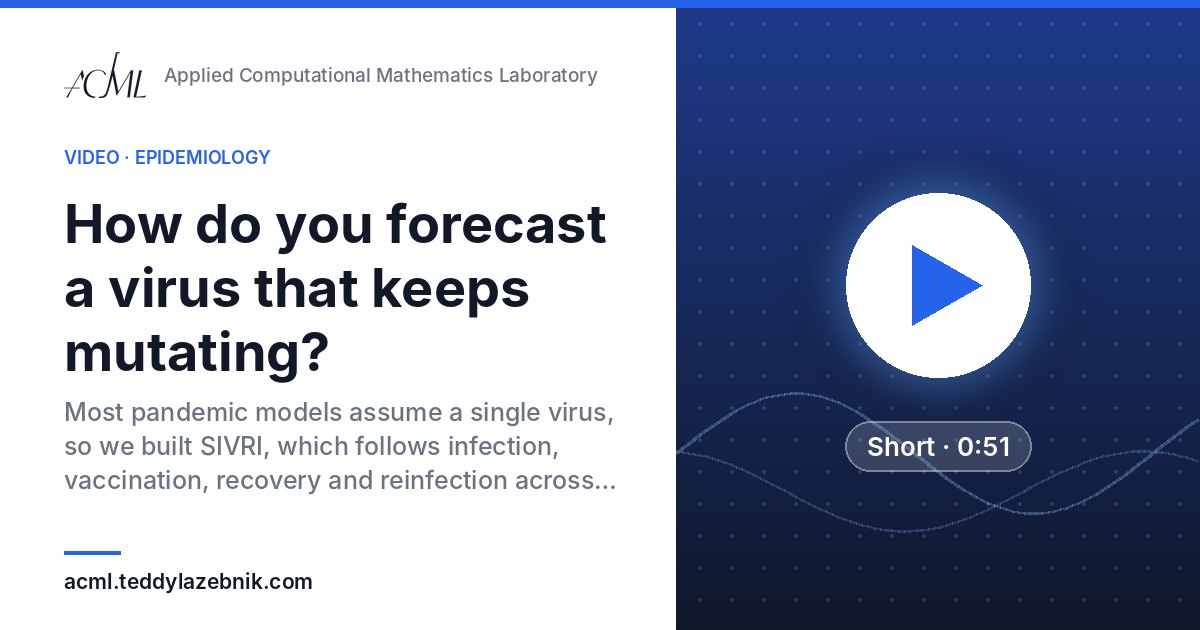 ACML
Applied Computational Mathematics Laboratory
VIDEO · EPIDEMIOLOGY
How do you forecast
a virus that keeps
mutating?
Most pandemic models assume a single virus,
so we built SIVRI, which follows infection,
vaccination, recovery and reinfection across...
Short · 0:51
acml.teddylazebnik.com